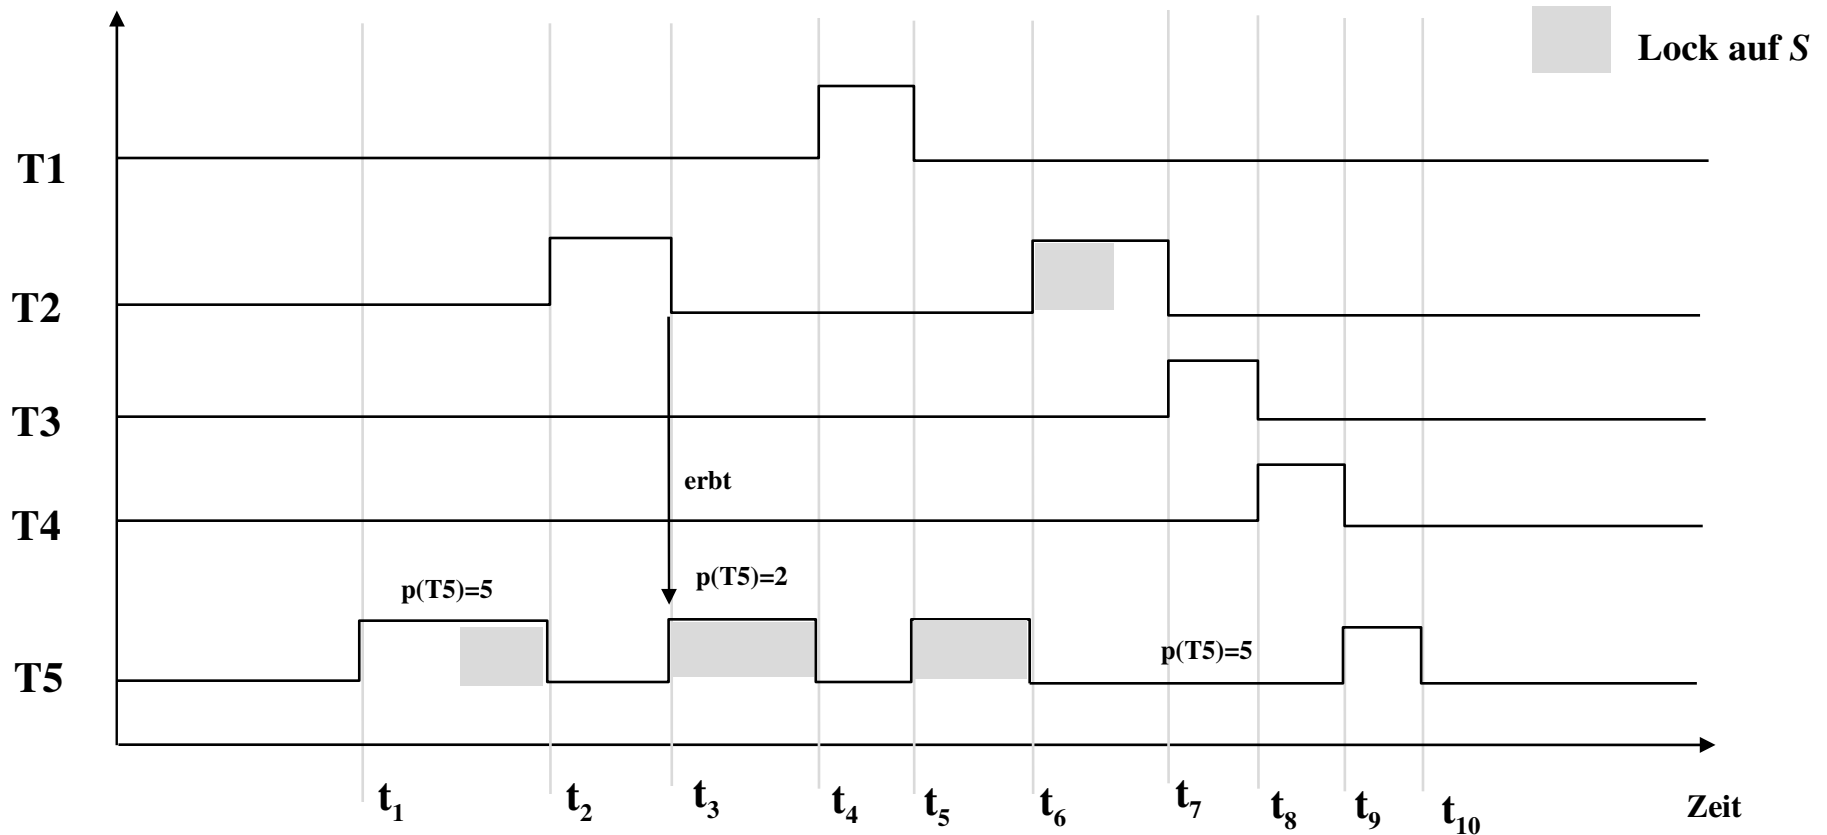 Lock auf S
T1
T2
T3
erbt
T4
p(T5)=5
p(T5)=2
p(T5)=5
T5
t1
t2
t3
t4
t5
t6
t7
t8
t9
t10
Zeit